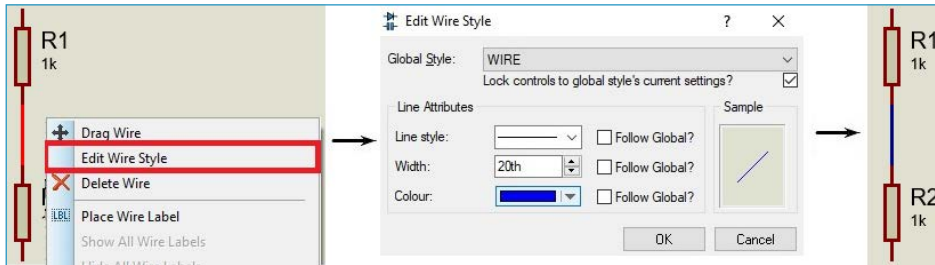 R1
1k
Drag Wire
Edit Wire Style
Delete Wire
LBL Place Wire Label
Show All Wire Labels
Edit Wire Style ? X
Global Style: WIRE
Lock controls to global style's current settings?
Line Attributes
Line style: Follow Global?
Width: 20th Follow Global?
Colour: Follow Global?
Sample
OK Cancel
R1
1k
R2
1k